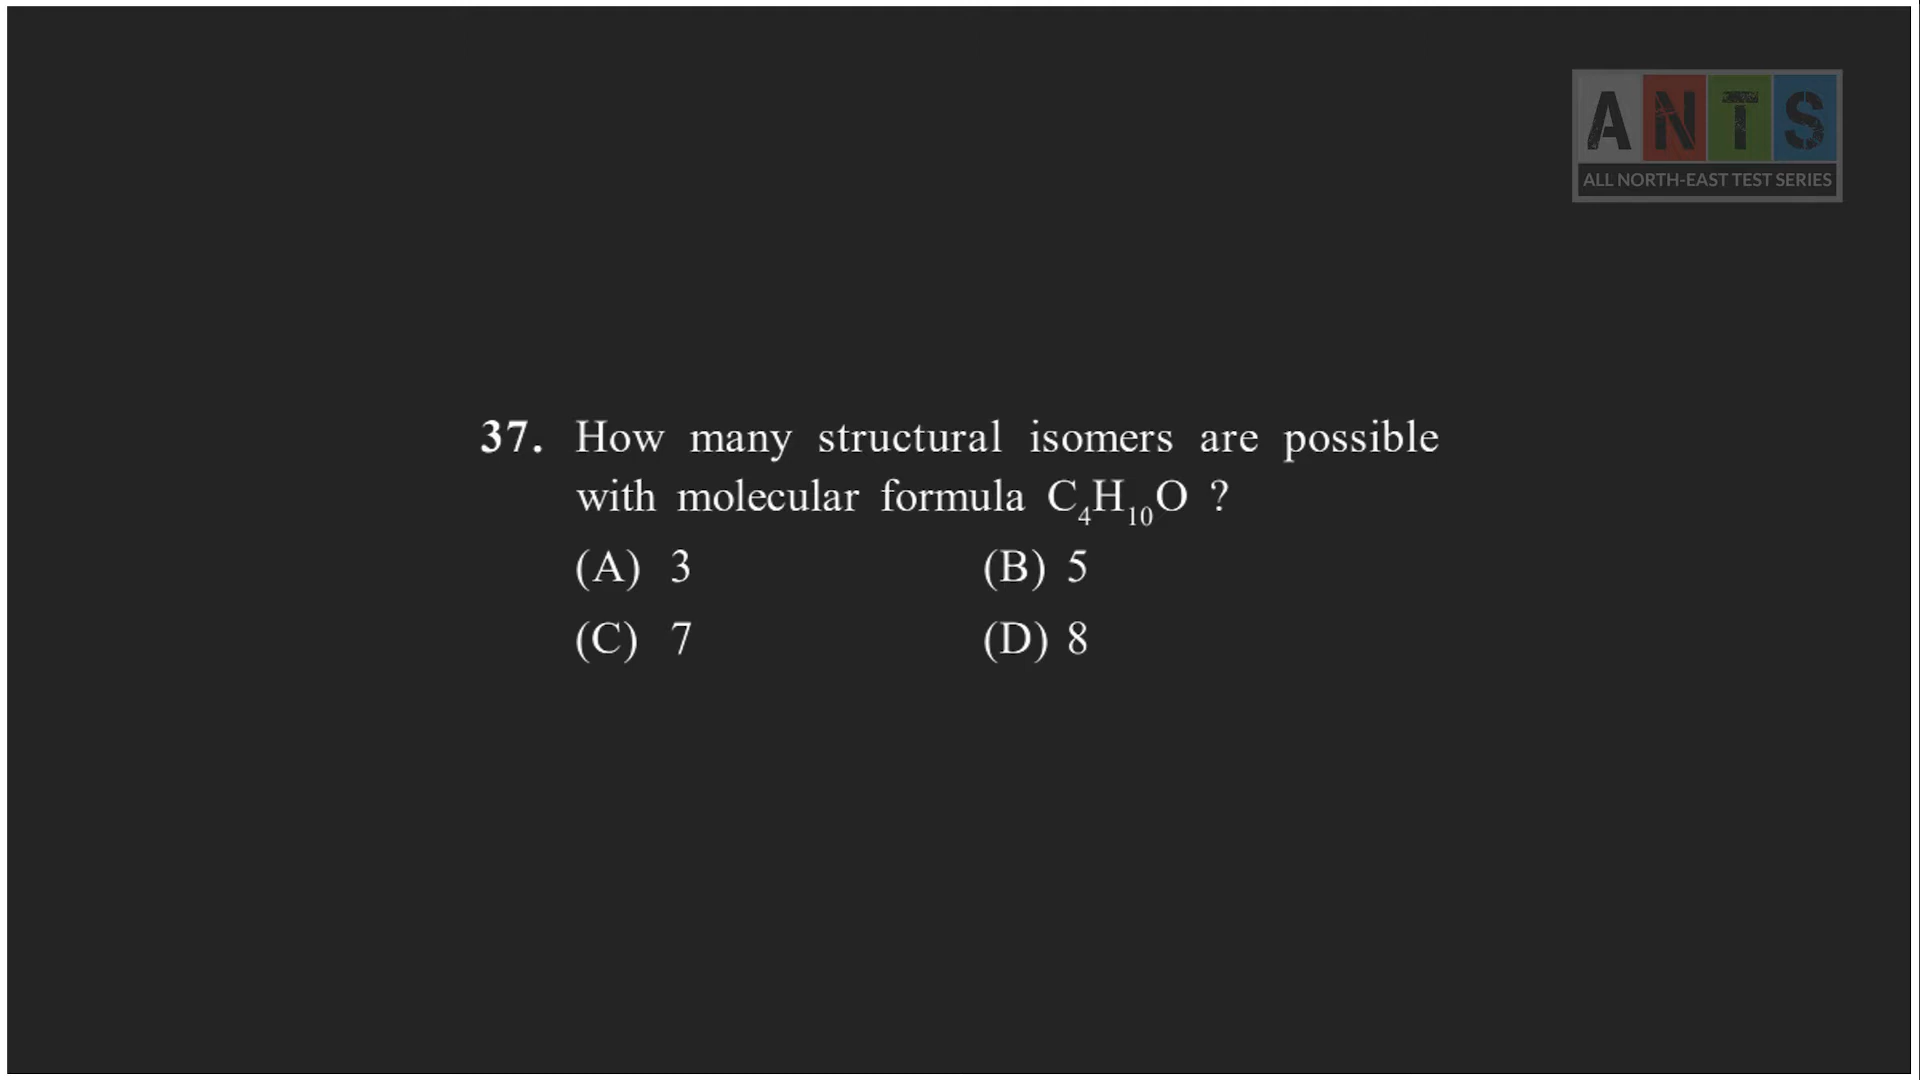 ANTS
ALL NORTH-EAST TEST SERIES
37. How many structural isomers are possible
with molecular formula C₄H₁₀O ?
(A) 3 (B) 5
(C) 7 (D) 8